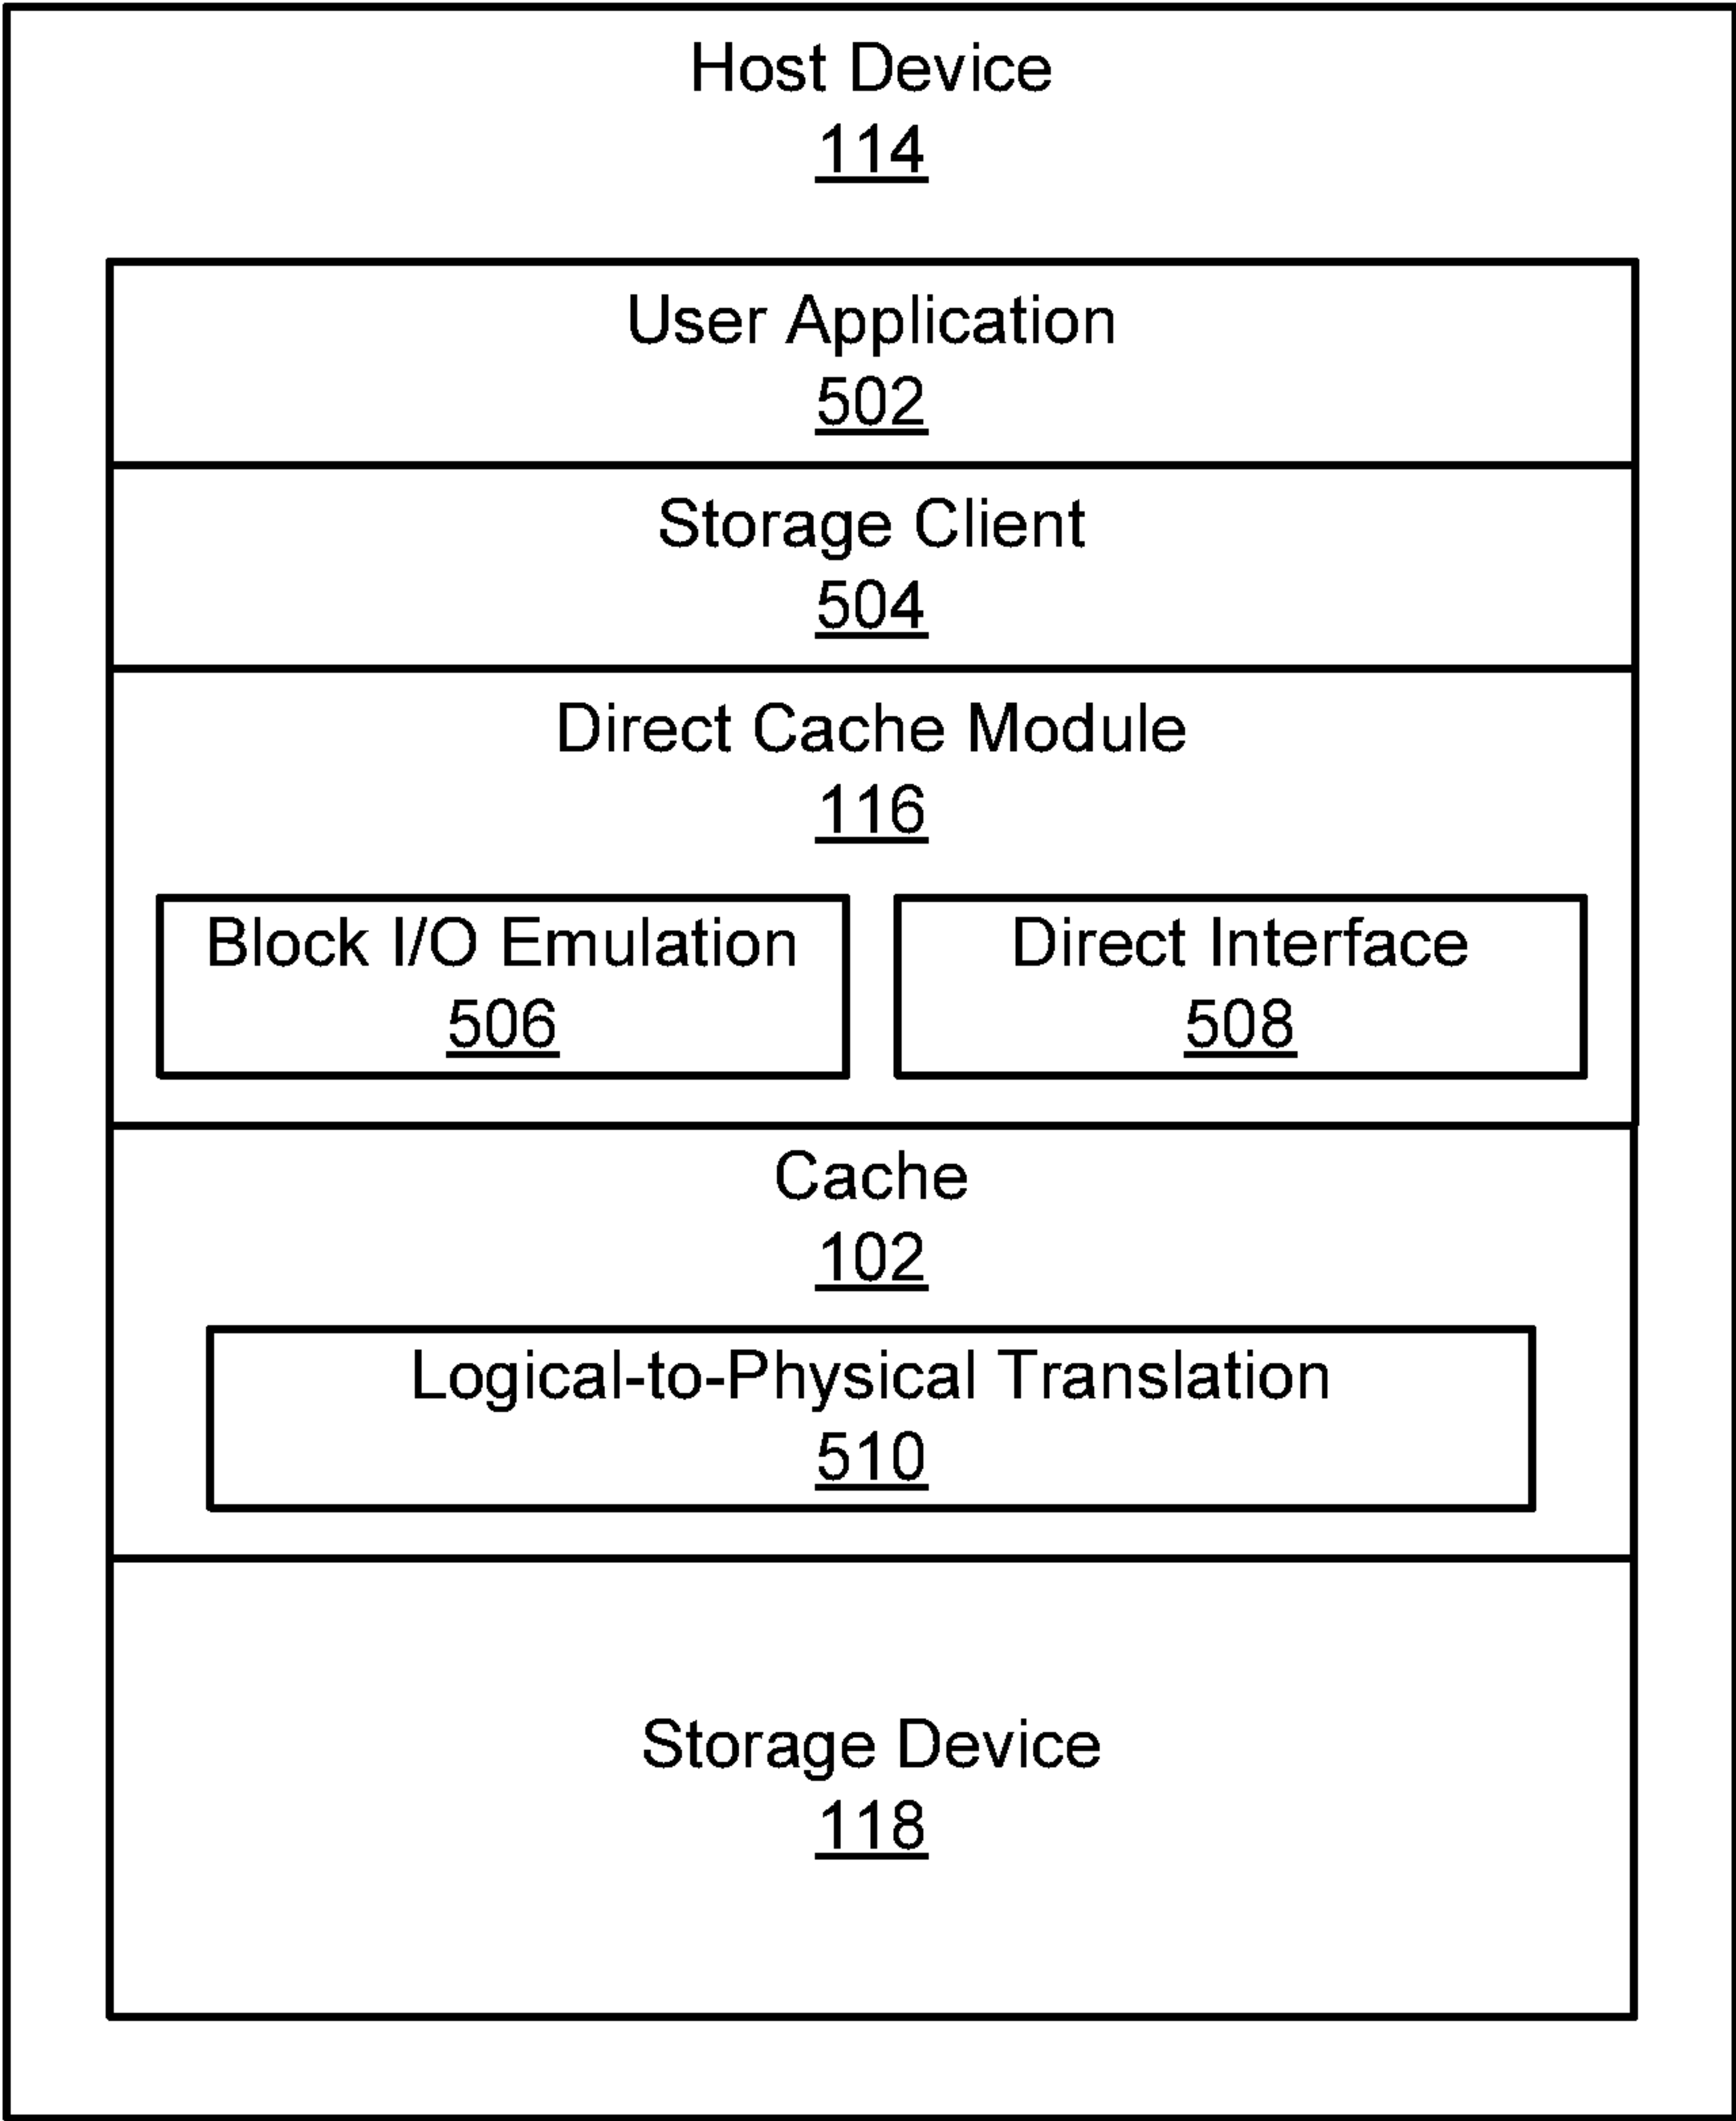 Host Device
114
User Application
502
Storage Client
504
Direct Cache Module
116
Block I/O Emulation
506
Direct Interface
508
Cache
102
Logical-to-Physical Translation
510
Storage Device
118